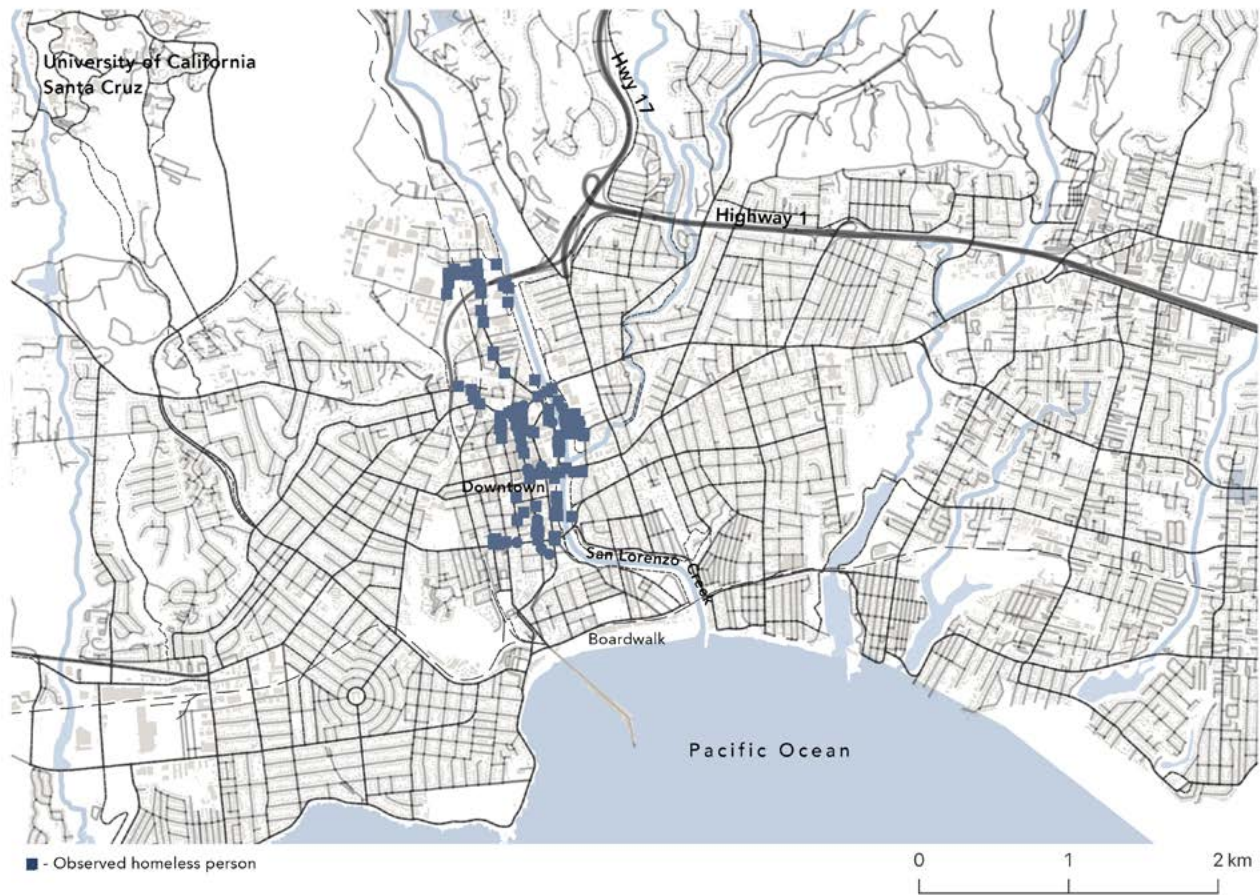 University of California
Santa Cruz
Hwy 17
Highway 1
Downtown
San Lorenzo Creek
Boardwalk
Pacific Ocean
- Observed homeless person
0 1 2 km